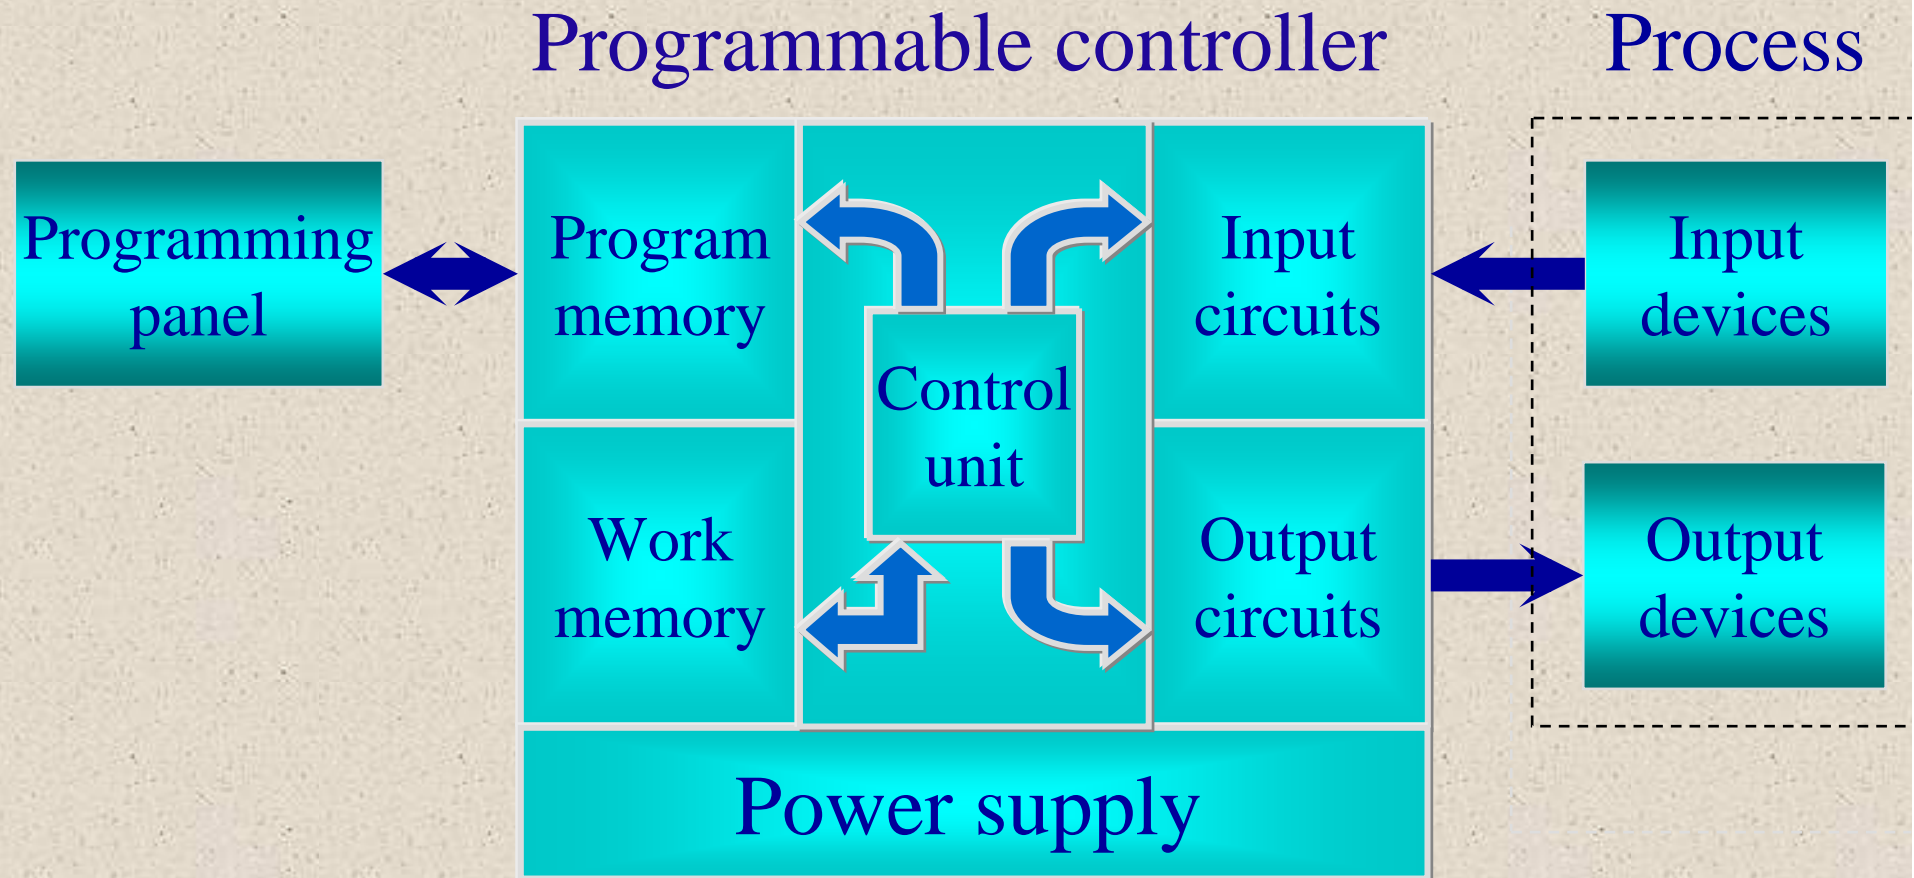 Programmable controller
Process
Programming
panel
Program
memory
Input
circuits
Input
devices
Control
unit
Work
memory
Output
circuits
Output
devices
Power supply